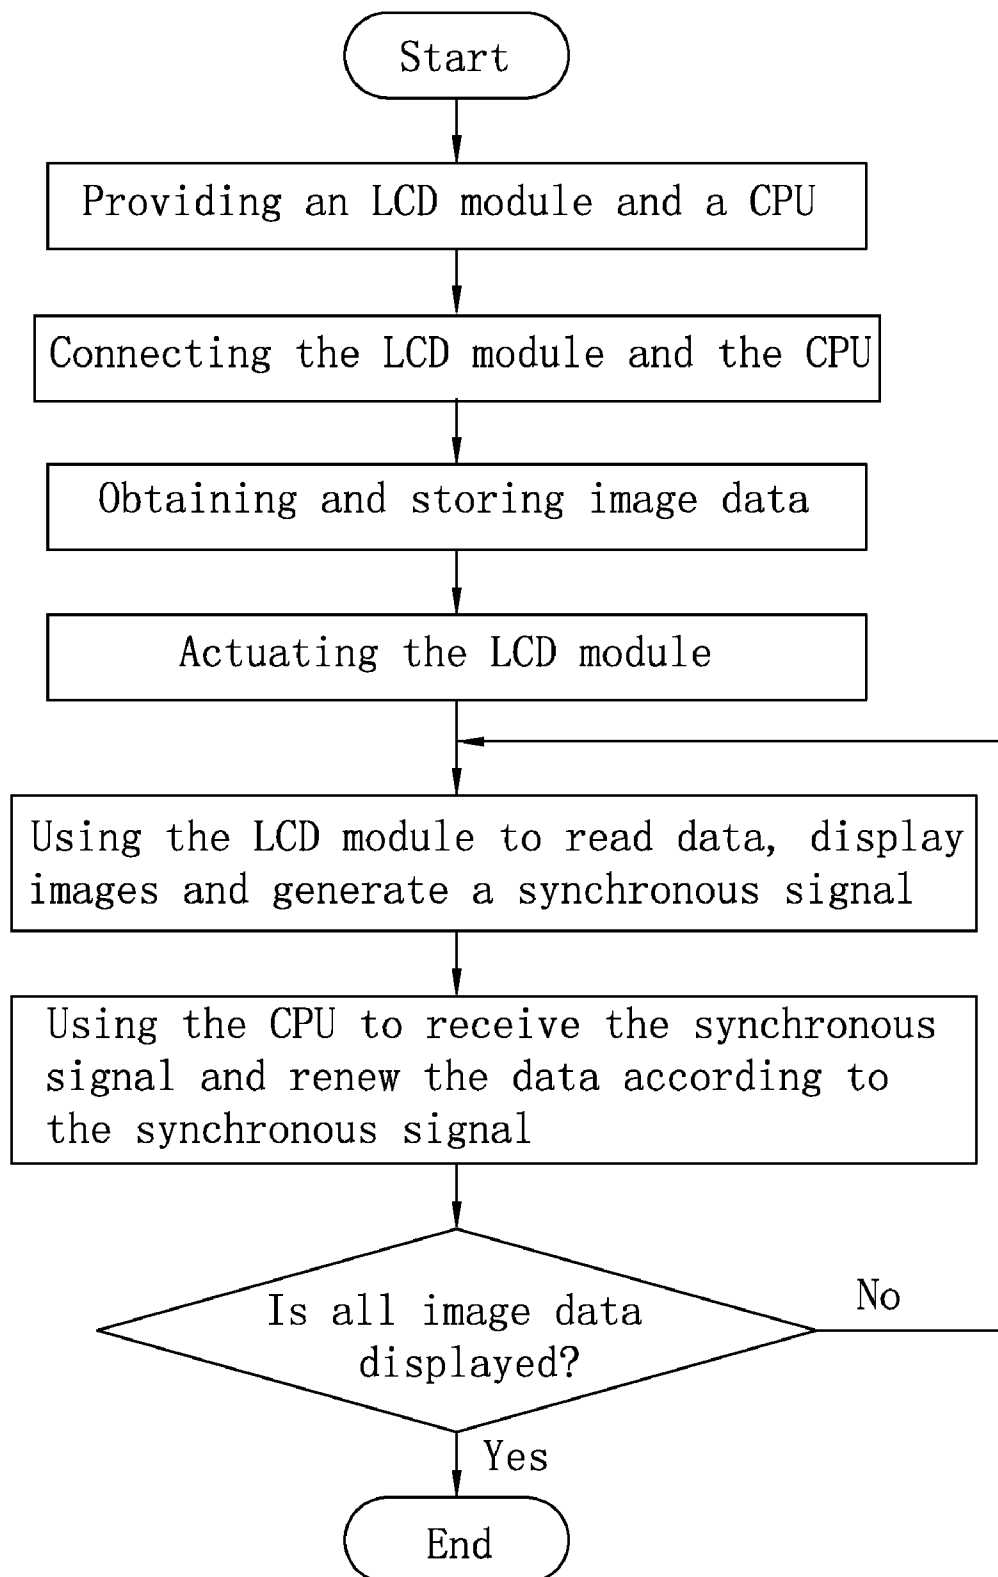 Start
Providing an LCD module and a CPU
Connecting the LCD module and the CPU
Obtaining and storing image data
Actuating the LCD module
Using the LCD module to read data, display
images and generate a synchronous signal
Using the CPU to receive the synchronous
signal and renew the data according to
the synchronous signal
Is all image data
displayed?
No
Yes
End